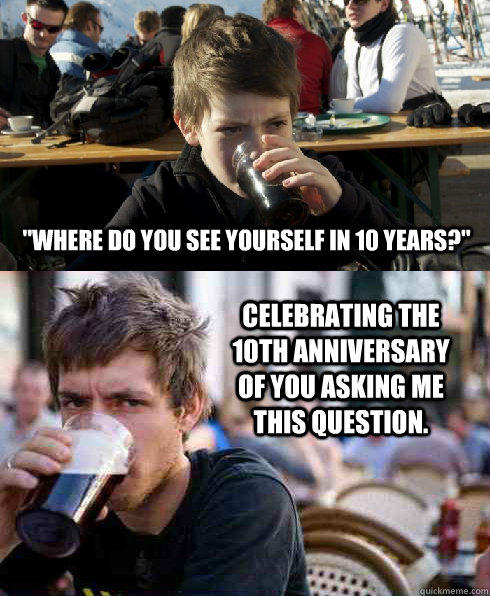 "WHERE DO YOU SEE YOURSELF IN 10 YEARS?"
CELEBRATING THE
10TH ANNIVERSARY
OF YOU ASKING ME
THIS QUESTION.
quickmeme.com